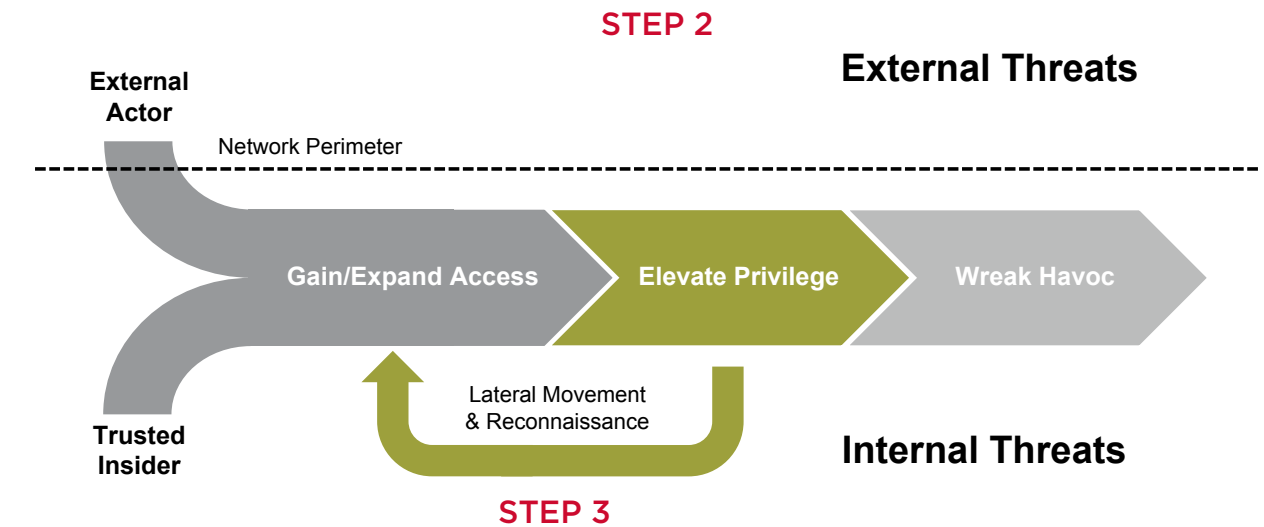 STEP 2
External Threats
External
Actor
Network Perimeter
Gain/Expand Access
Elevate Privilege
Wreak Havoc
Lateral Movement
& Reconnaissance
Trusted
Insider
Internal Threats
STEP 3